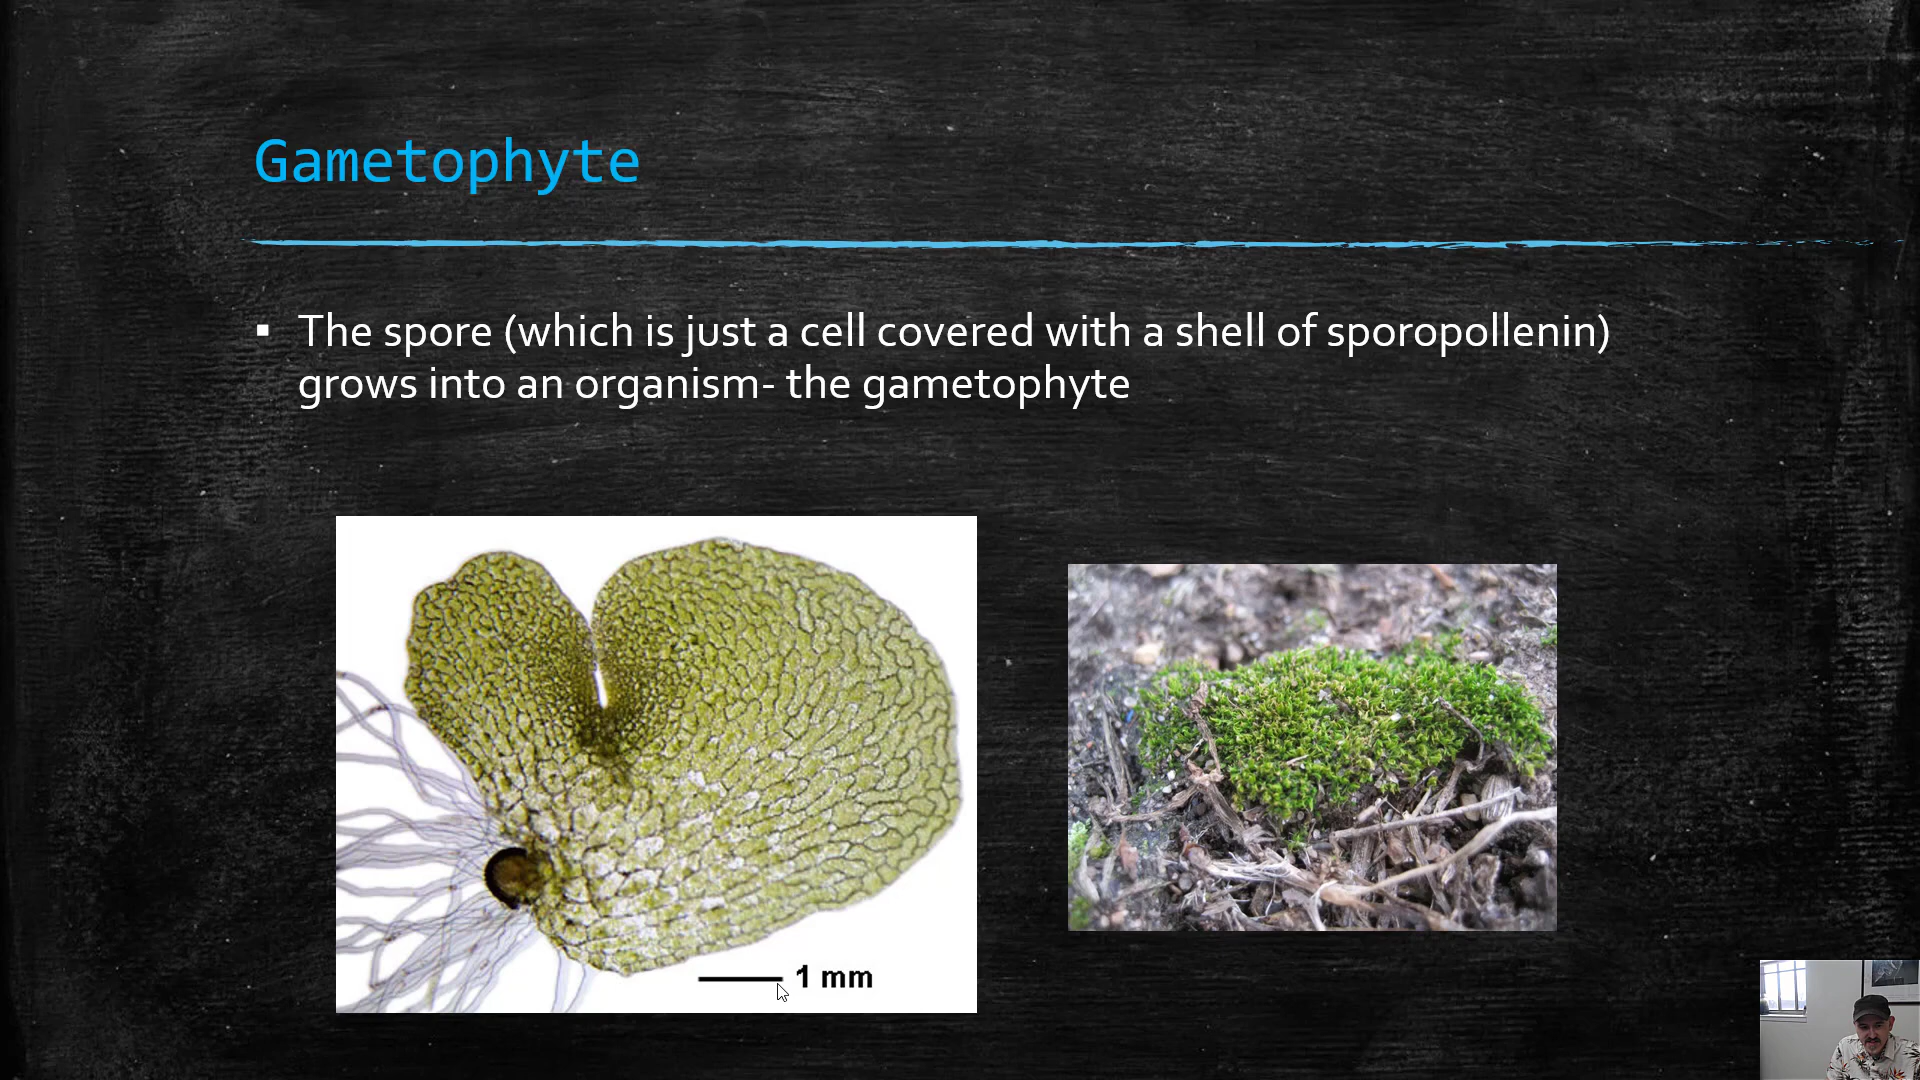 Gametophyte
▪ The spore (which is just a cell covered with a shell of sporopollenin)
grows into an organism- the gametophyte
1 mm